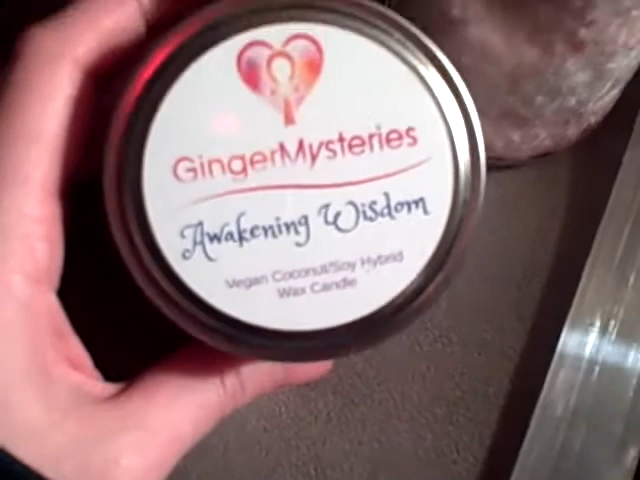 GingerMysteries
Awakening Wisdom
Vegan Coconut/Soy Hybrid
Wax Candle